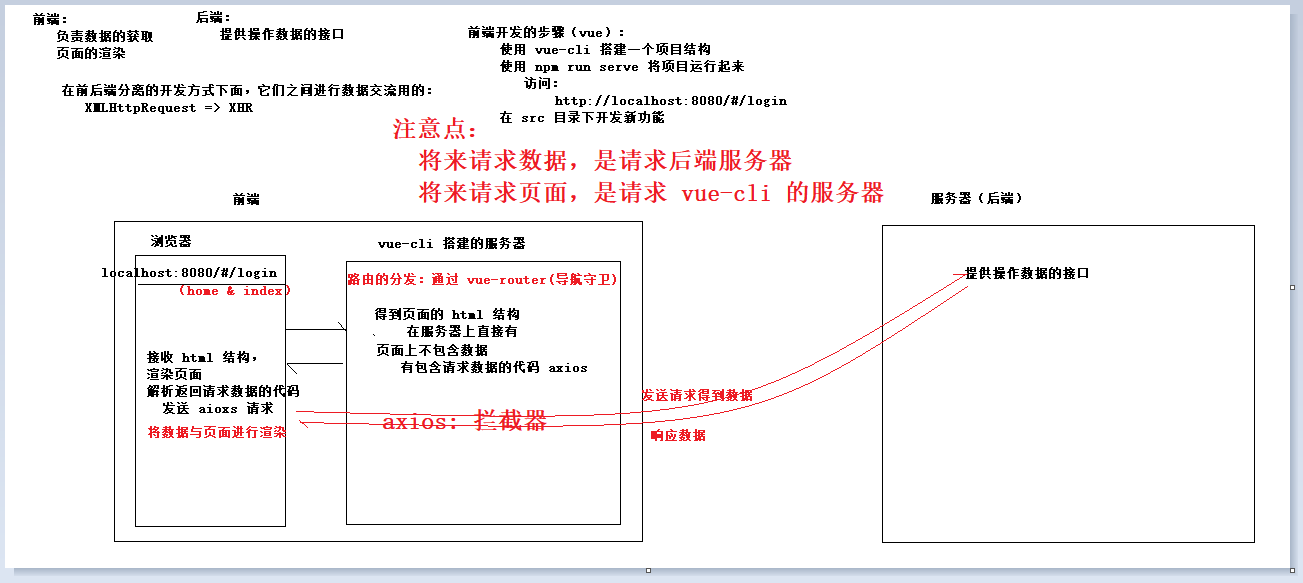 前端：
负责数据的获取
页面的渲染
后端：
提供操作数据的接口
在前后端分离的开发方式下面，它们之间进行数据交流用的：
XMLHttpRequest => XHR
前端开发的步骤（vue）：
使用 vue-cli 搭建一个项目结构
使用 npm run serve 将项目运行起来
访问：
http://localhost:8080/#/login
在 src 目录下开发新功能
注意点：
将来请求数据，是请求后端服务器
将来请求页面，是请求 vue-cli 的服务器
前端
浏览器
localhost:8080/#/login
(home & index)
接收 html 结构，
渲染页面
解析返回请求数据的代码
发送 aioxs 请求
将数据与页面进行渲染
vue-cli 搭建的服务器
路由的分发：通过 vue-router(导航守卫)
得到页面的 html 结构
在服务器上直接有
页面上不包含数据
有包含请求数据的代码 axios
axios: 拦截器
发送请求得到数据
响应数据
服务器（后端）
提供操作数据的接口